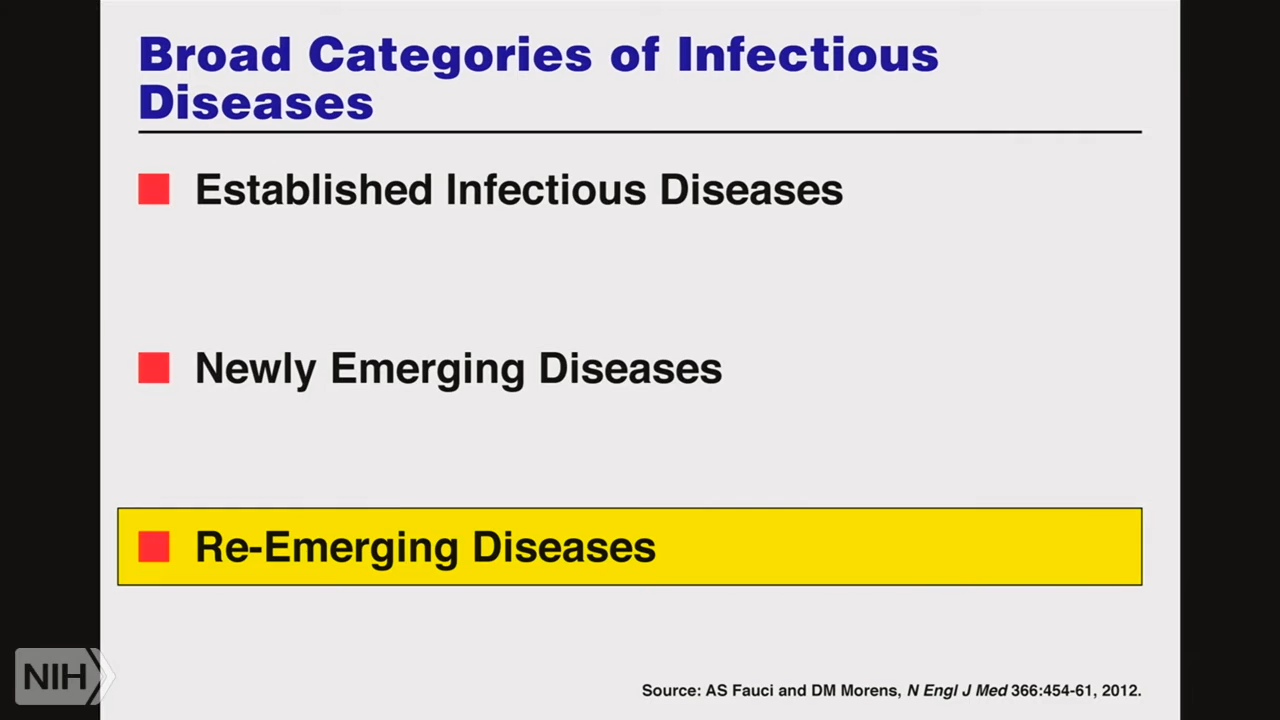 Broad Categories of Infectious
Diseases
Established Infectious Diseases
Newly Emerging Diseases
Re-Emerging Diseases
NIH
Source: AS Fauci and DM Morens, N Engl J Med 366:454-61, 2012.